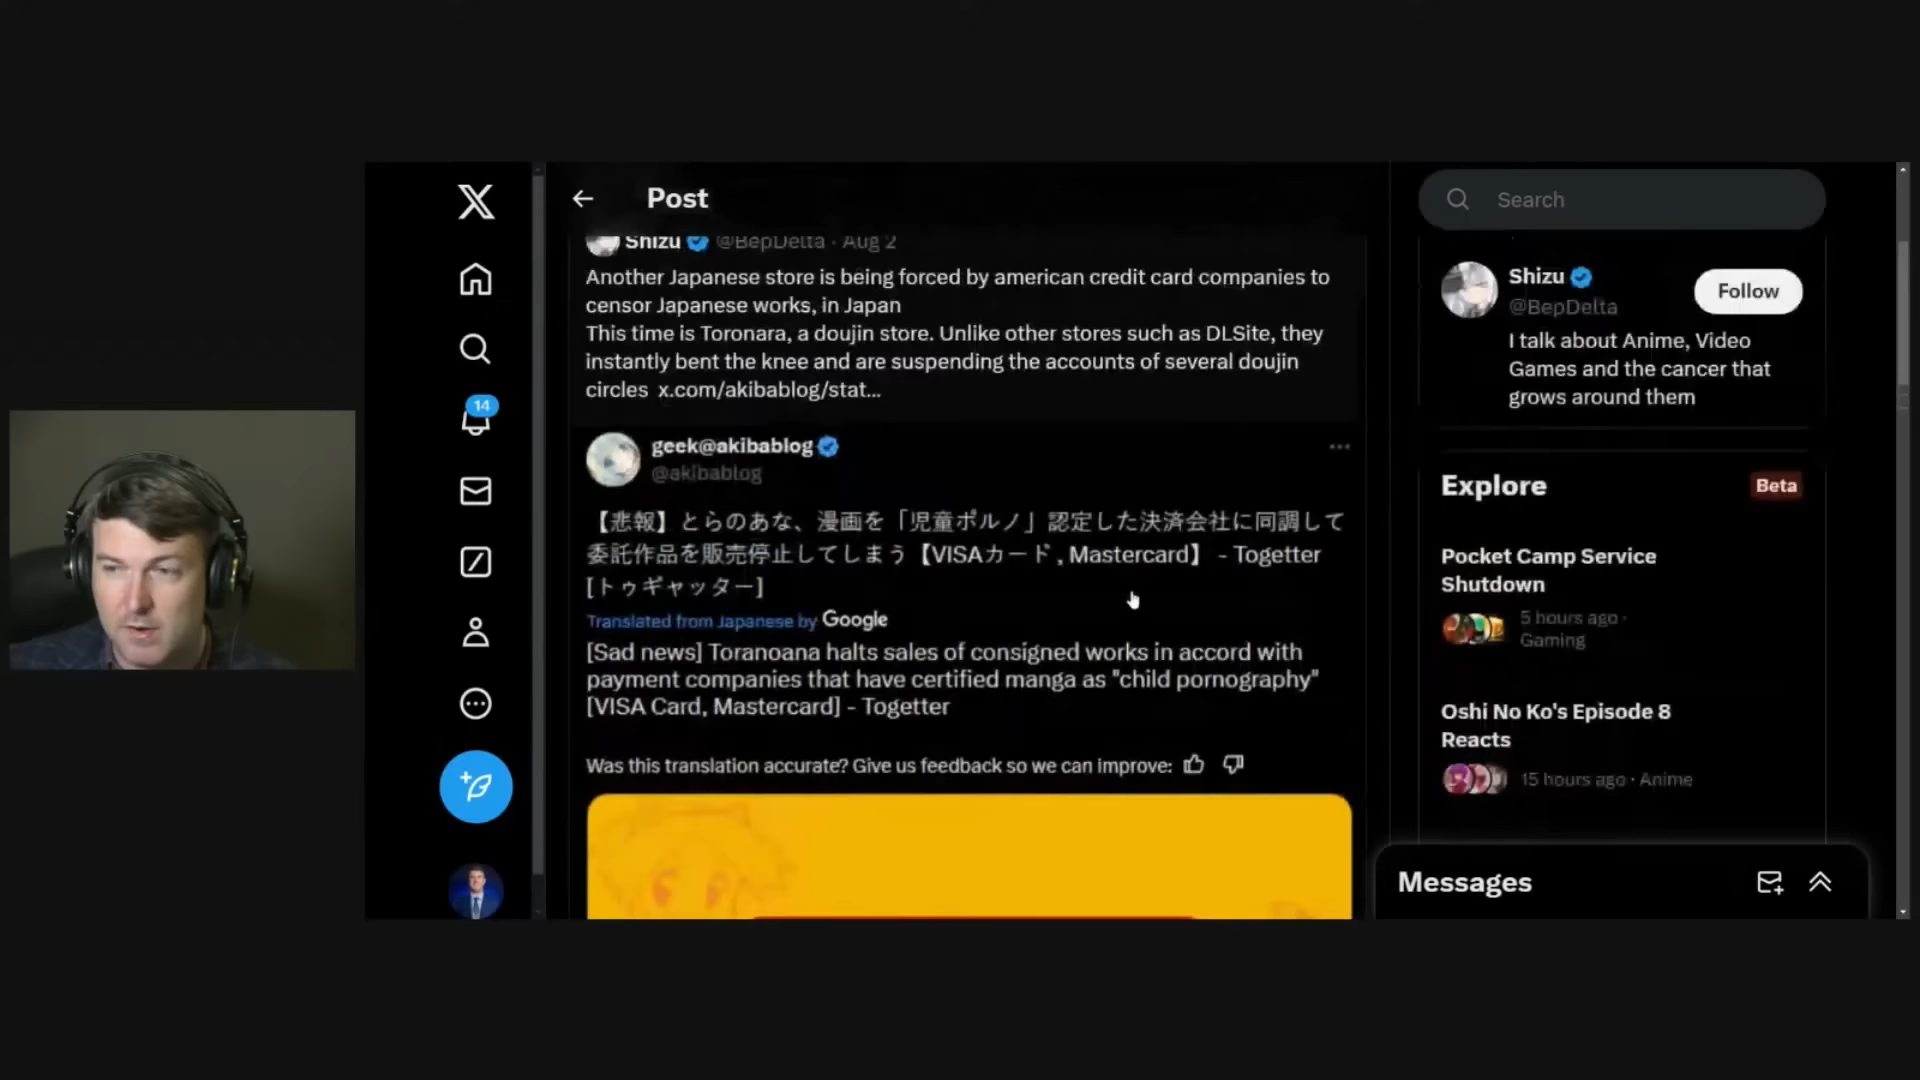 Post
Search
Shizu @BepDelta · Aug 2
Another Japanese store is being forced by american credit card companies to
censor Japanese works, in Japan
This time is Toronara, a doujin store. Unlike other stores such as DLSite, they
instantly bent the knee and are suspending the accounts of several doujin
circles x.com/akibablog/stat...
geek@akibablog
@akibablog
【悲報】とらのあな、漫画を「児童ポルノ」認定した決済会社に同調して
委託作品を販売停止してしまう【VISAカード , Mastercard】 - Togetter
[トゥギャッター]
Translated from Japanese by Google
[Sad news] Toranoana halts sales of consigned works in accord with
payment companies that have certified manga as "child pornography"
[VISA Card, Mastercard] - Togetter
Was this translation accurate? Give us feedback so we can improve:
14
Shizu
@BepDelta
Follow
I talk about Anime, Video
Games and the cancer that
grows around them
Explore
Beta
Pocket Camp Service
Shutdown
5 hours ago ·
Gaming
Oshi No Ko's Episode 8
Reacts
15 hours ago · Anime
Messages